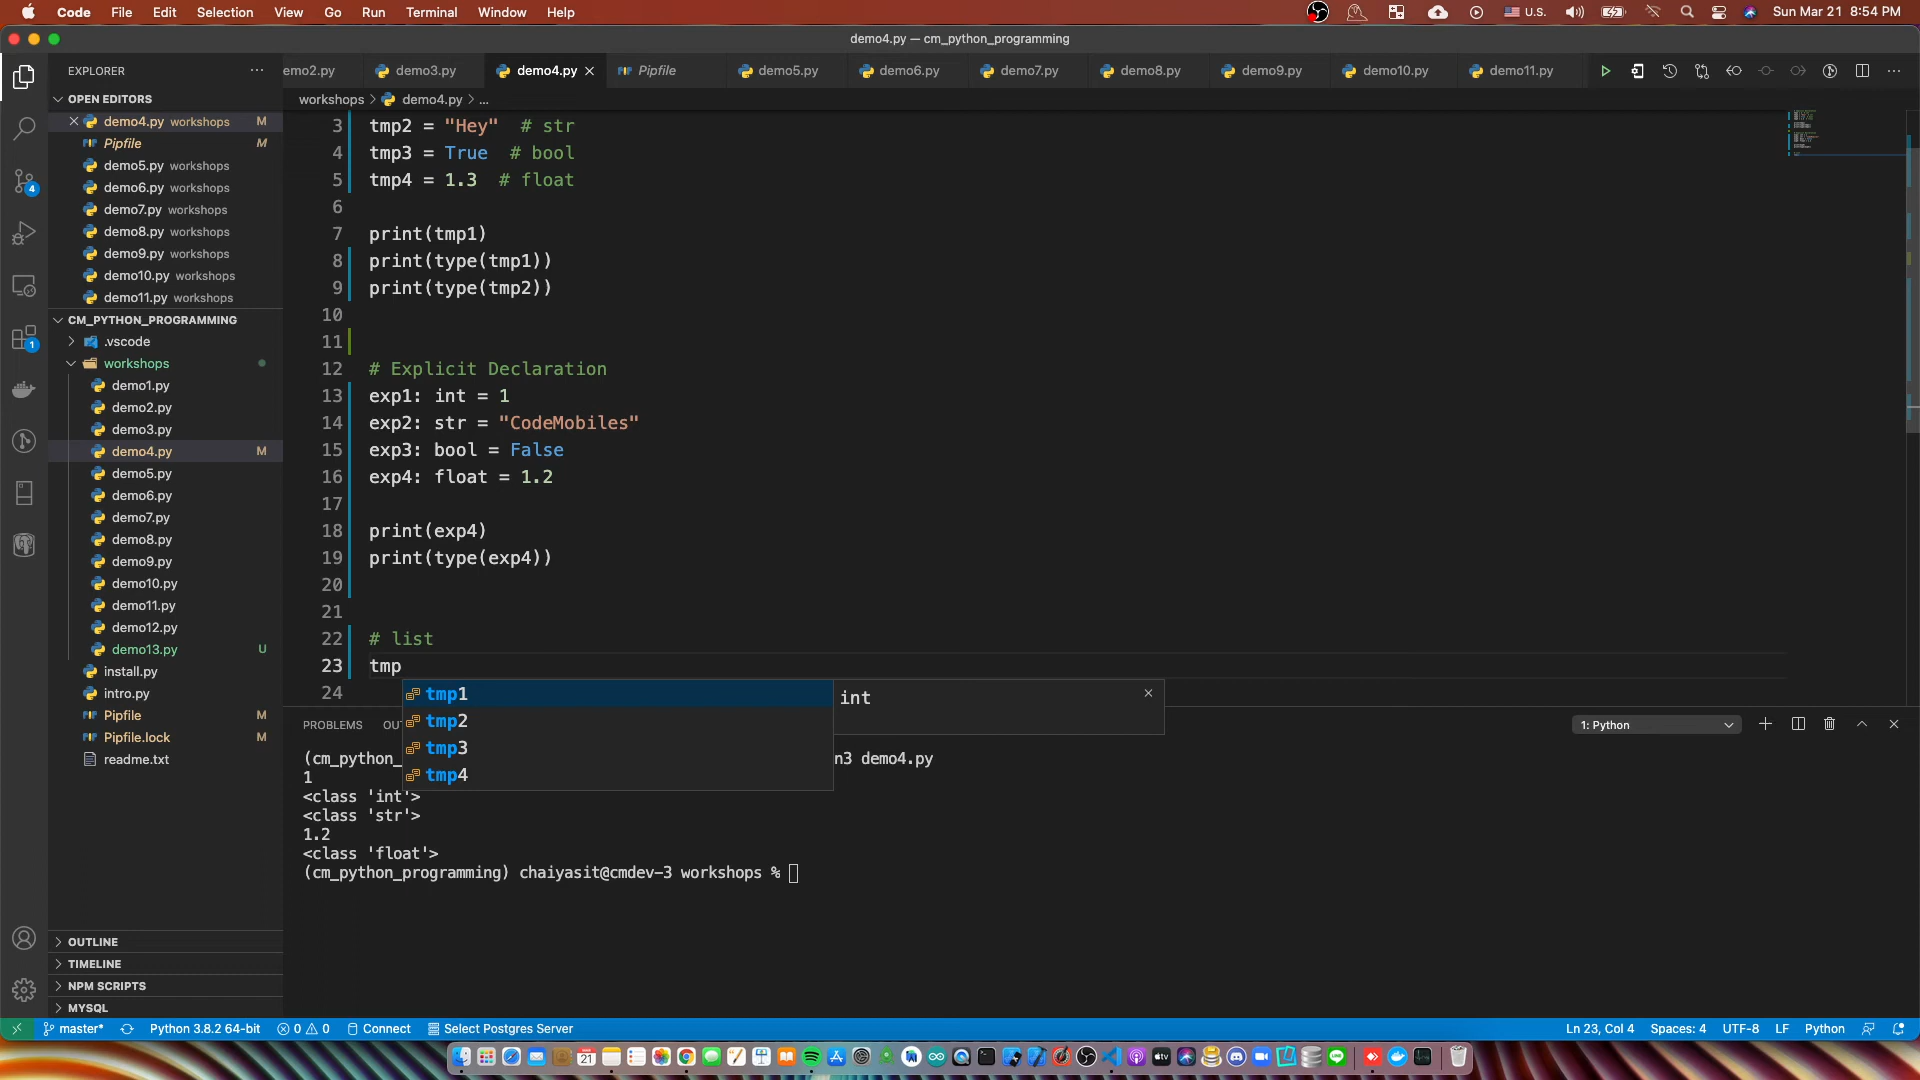 Code File Edit Selection View Go Run Terminal Window Help U.S. Sun Mar 21 8:54 PM
demo4.py — cm_python_programming
EXPLORER
emo2.py demo3.py demo4.py Pipfile demo5.py demo6.py demo7.py demo8.py demo9.py demo10.py demo11.py
workshops > demo4.py > ...
OPEN EDITORS
demo4.py workshops M
Pipfile M
demo5.py workshops
demo6.py workshops
demo7.py workshops
demo8.py workshops
demo9.py workshops
demo10.py workshops
demo11.py workshops
CM_PYTHON_PROGRAMMING
.vscode
workshops
demo1.py
demo2.py
demo3.py
demo4.py M
demo5.py
demo6.py
demo7.py
demo8.py
demo9.py
demo10.py
demo11.py
demo12.py
demo13.py U
install.py
intro.py
Pipfile M
Pipfile.lock M
readme.txt
OUTLINE
TIMELINE
NPM SCRIPTS
MYSQL
4
1
3 tmp2 = "Hey" # str
4 tmp3 = True # bool
5 tmp4 = 1.3 # float
6
7 print(tmp1)
8 print(type(tmp1))
9 print(type(tmp2))
10
11
12 # Explicit Declaration
13 exp1: int = 1
14 exp2: str = "CodeMobiles"
15 exp3: bool = False
16 exp4: float = 1.2
17
18 print(exp4)
19 print(type(exp4))
20
21
22 # list
23 tmp
24
tmp1 int
tmp2
tmp3
tmp4
PROBLEMS OU 1: Python
(cm_python_ n3 demo4.py
1
<class 'int'>
<class 'str'>
1.2
<class 'float'>
(cm_python_programming) chaiyasit@cmdev-3 workshops %
master* Python 3.8.2 64-bit 0 0 Connect Select Postgres Server Ln 23, Col 4 Spaces: 4 UTF-8 LF Python
21